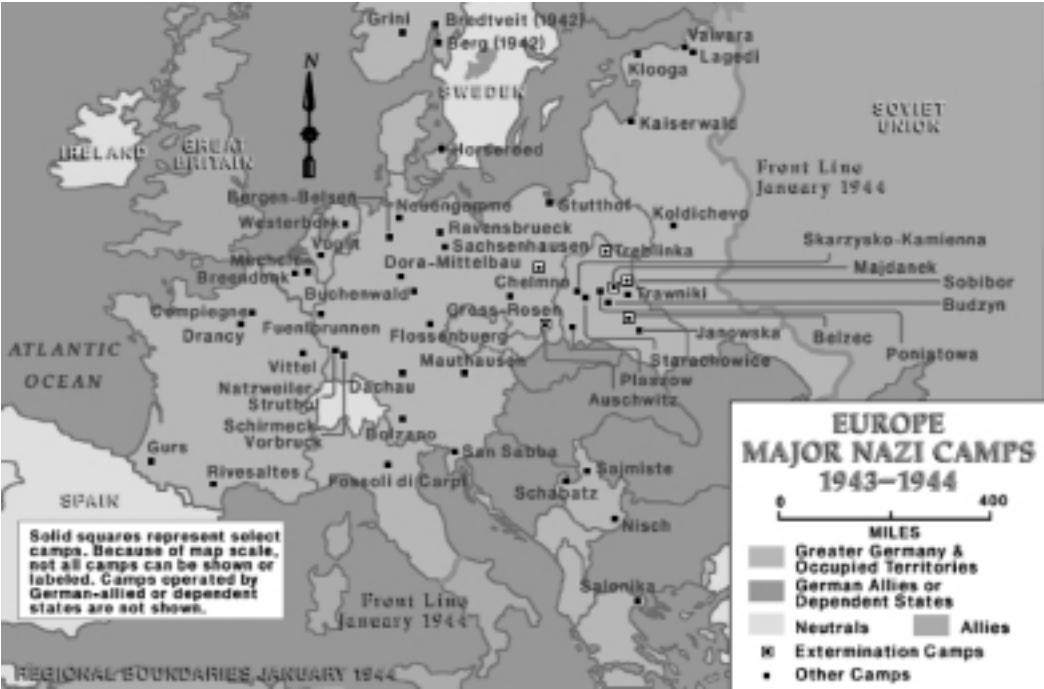 Grini
Bredtveit (1942)
Berg (1942)
Vaivara
Lagedi
Klooga
N
SWEDEN
SOVIET
UNION
Kaiserwald
IRELAND
GREAT
BRITAIN
Horseroed
Front Line
January 1944
Bergen-Belsen
Neuengamme
Stutthof
Koldichevo
Westerbork
Ravensbrueck
Vught
Sachsenhausen
Treblinka
Skarzysko-Kamienna
Mechelen
Dora-Mittelbau
Majdanek
Breendonk
Chelmno
Sobibor
Buchenwald
Trawniki
Budzyn
Compiegne
Gross-Rosen
Drancy
Fuenfbrunnen
Flossenbuerg
Janowska
Belzec
ATLANTIC
OCEAN
Vittel
Mauthausen
Starachowice
Poniatowa
Natzweiler-
Struthof
Dachau
Plaszow
Auschwitz
Schirmeck
Vorbruck
Bolzano
Gurs
San Sabba
Rivesaltes
Fossoli di Carpi
Sajmiste
Schabatz
SPAIN
Nisch
Salonika
Solid squares represent select
camps. Because of map scale,
not all camps can be shown or
labeled. Camps operated by
German-allied or dependent
states are not shown.
Front Line
January 1944
REGIONAL BOUNDARIES JANUARY 1944
EUROPE
MAJOR NAZI CAMPS
1943–1944
0 400
MILES
Greater Germany &
Occupied Territories
German Allies or
Dependent States
Neutrals Allies
Extermination Camps
Other Camps